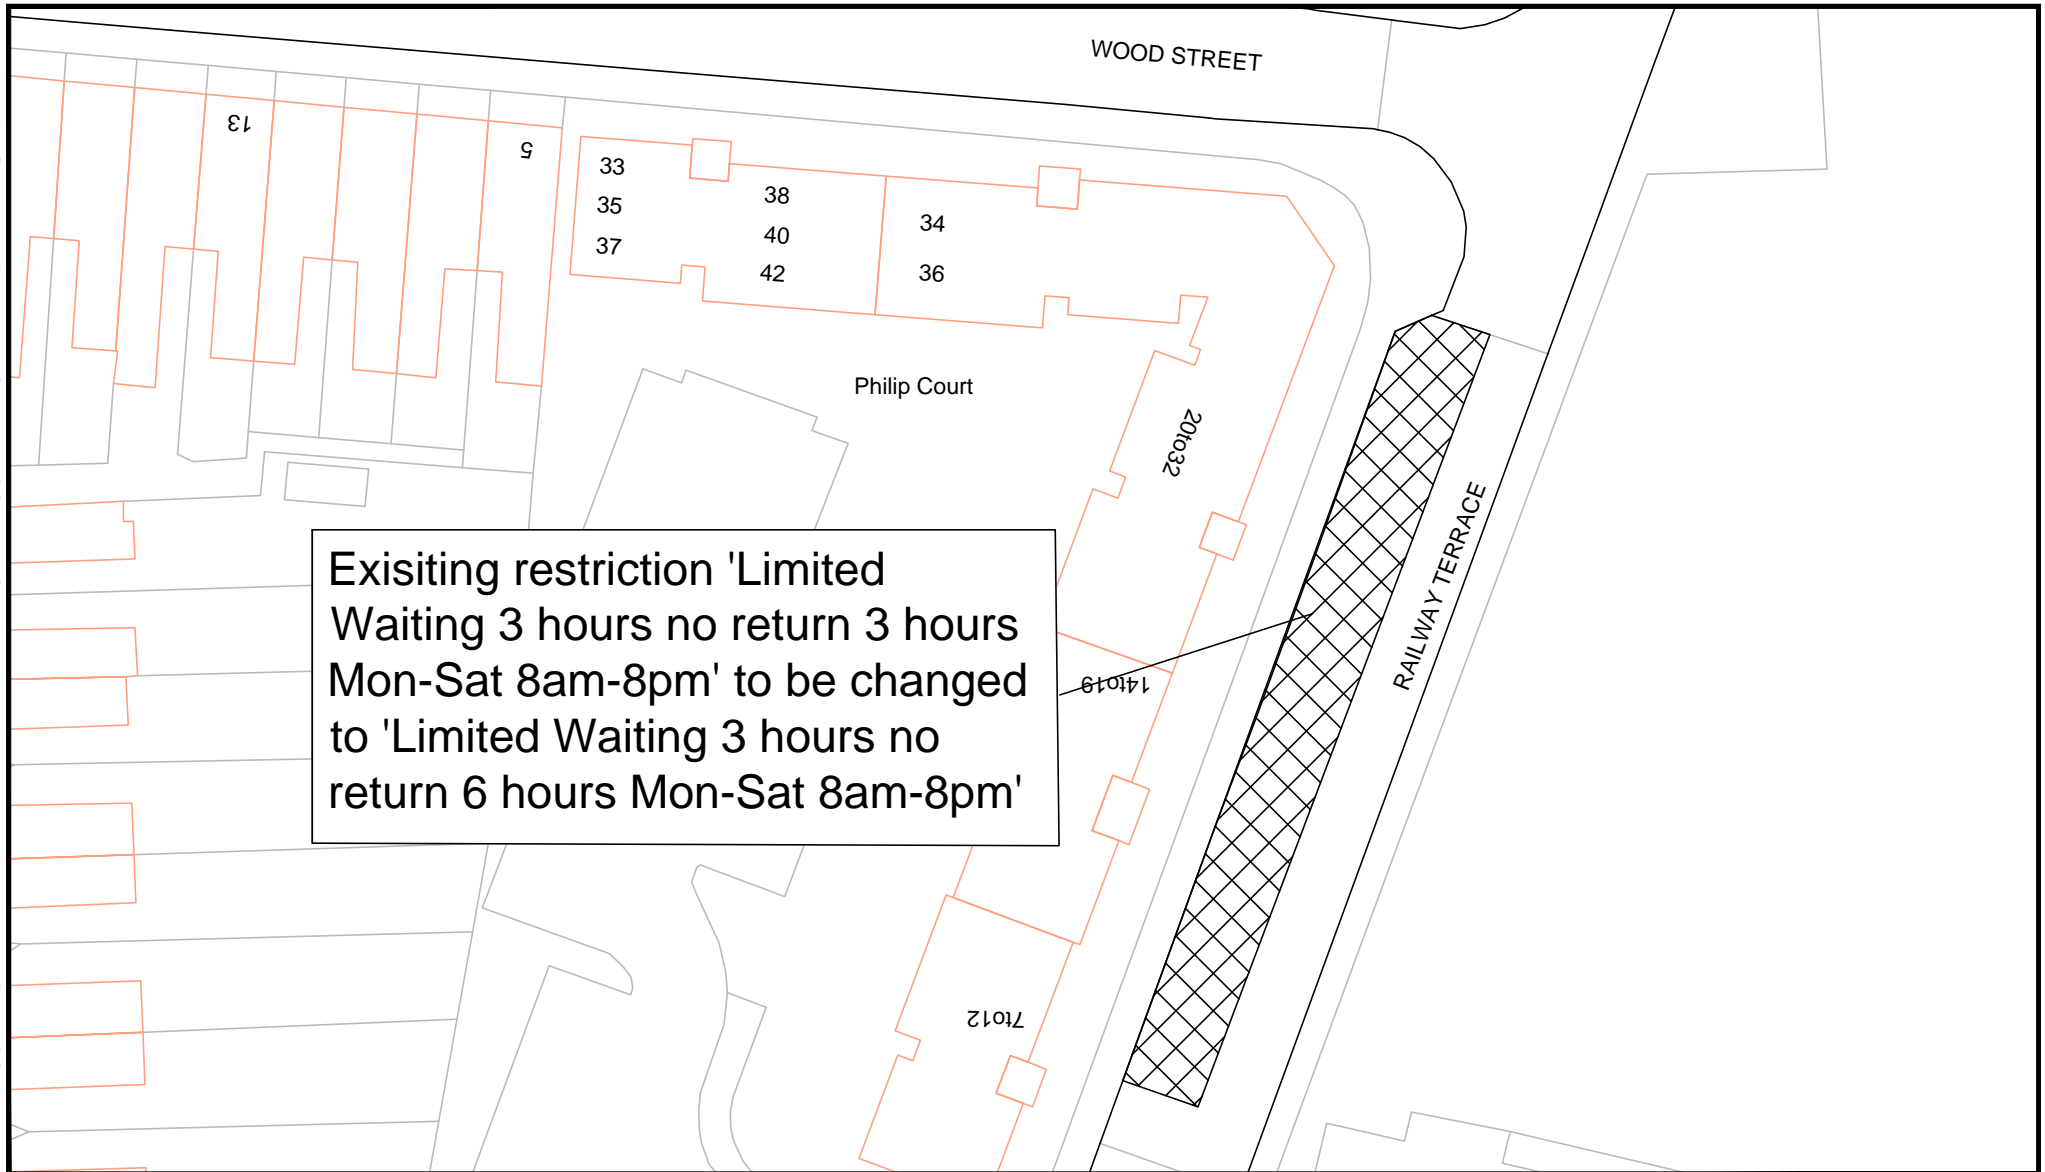 WOOD STREET
13
5
33
35
37
38
40
42
34
36
Philip Court
20to32
RAILWAY TERRACE
Exisiting restriction 'Limited
Waiting 3 hours no return 3 hours
Mon-Sat 8am-8pm' to be changed
to 'Limited Waiting 3 hours no
return 6 hours Mon-Sat 8am-8pm'
14to19
7to12